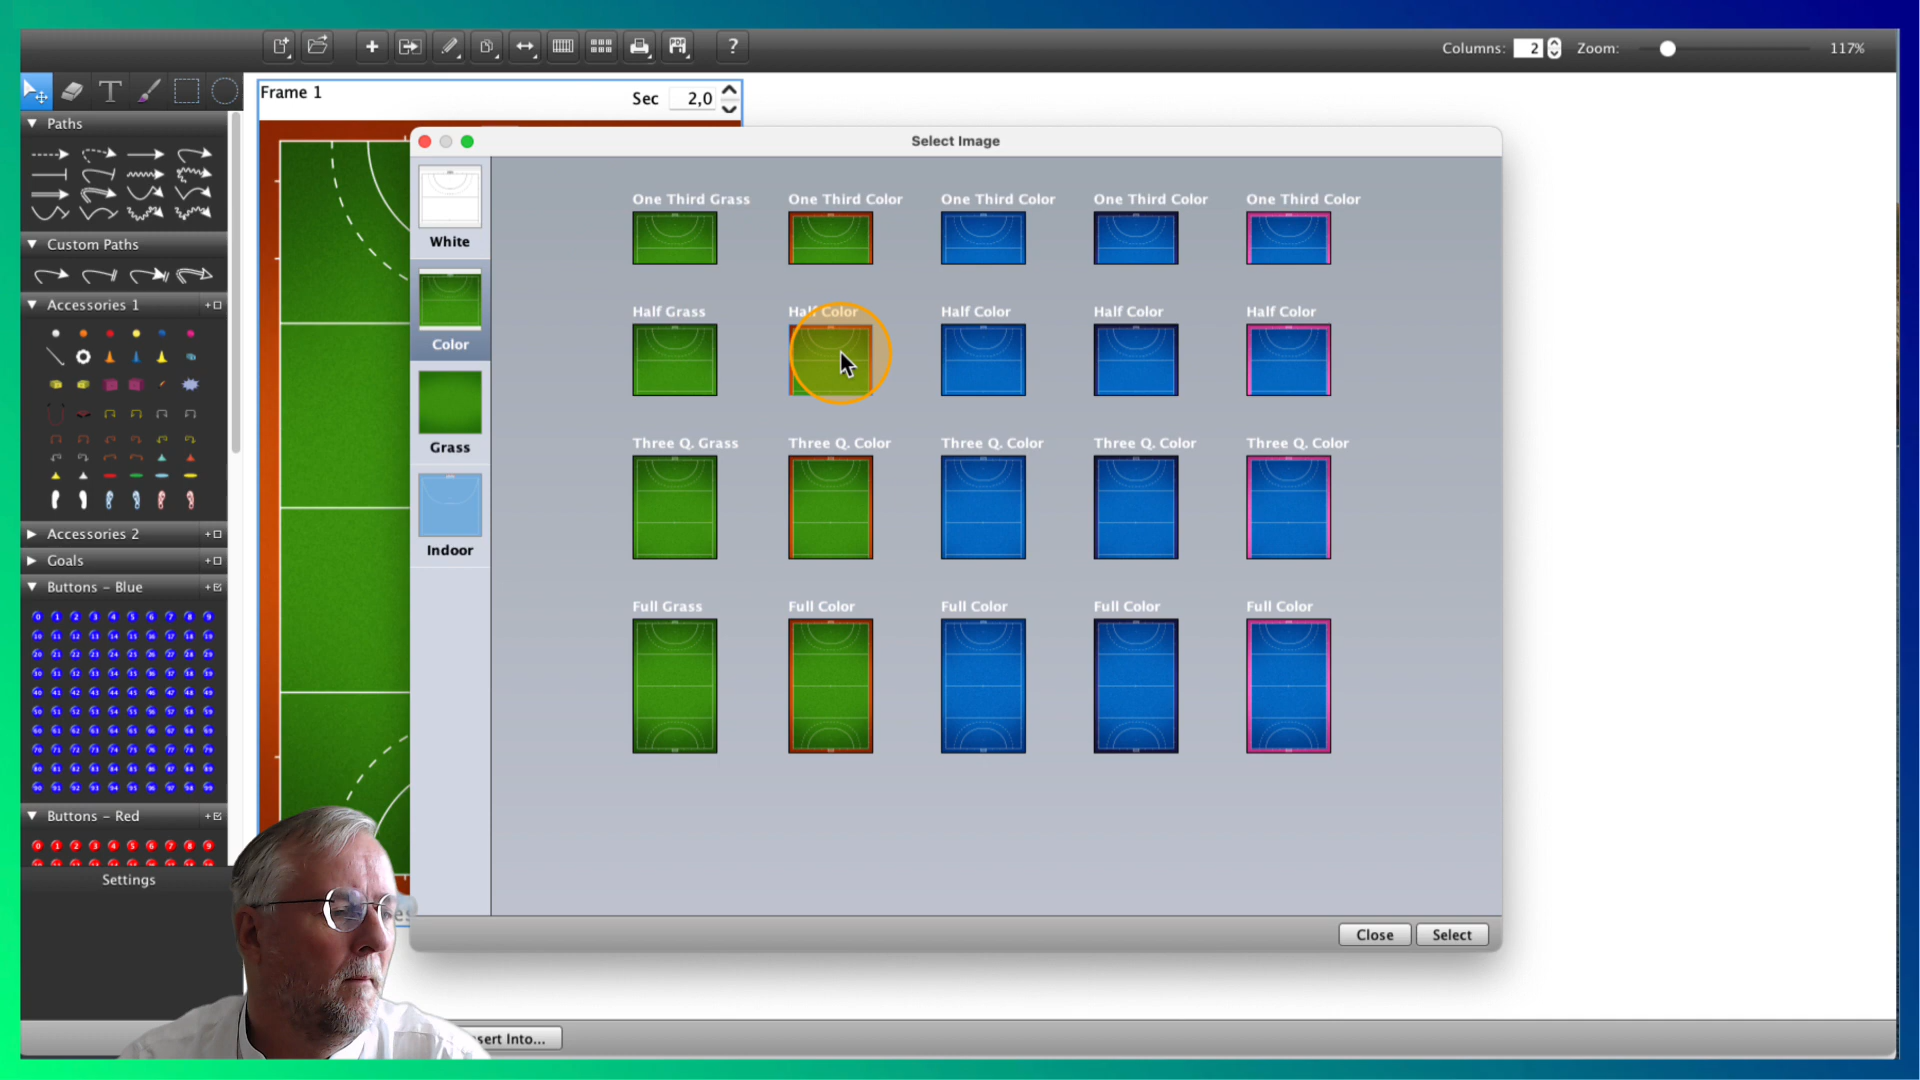 Columns: 2 Zoom: 117%
Frame 1 Sec 2,0
Select Image
Paths
Custom Paths
Accessories 1
Accessories 2
Goals
Buttons - Blue
Buttons - Red
Settings
White
Color
Grass
Indoor
One Third Grass One Third Color One Third Color One Third Color One Third Color
Half Grass Half Color Half Color Half Color Half Color
Three Q. Grass Three Q. Color Three Q. Color Three Q. Color Three Q. Color
Full Grass Full Color Full Color Full Color Full Color
Close Select
sert Into...